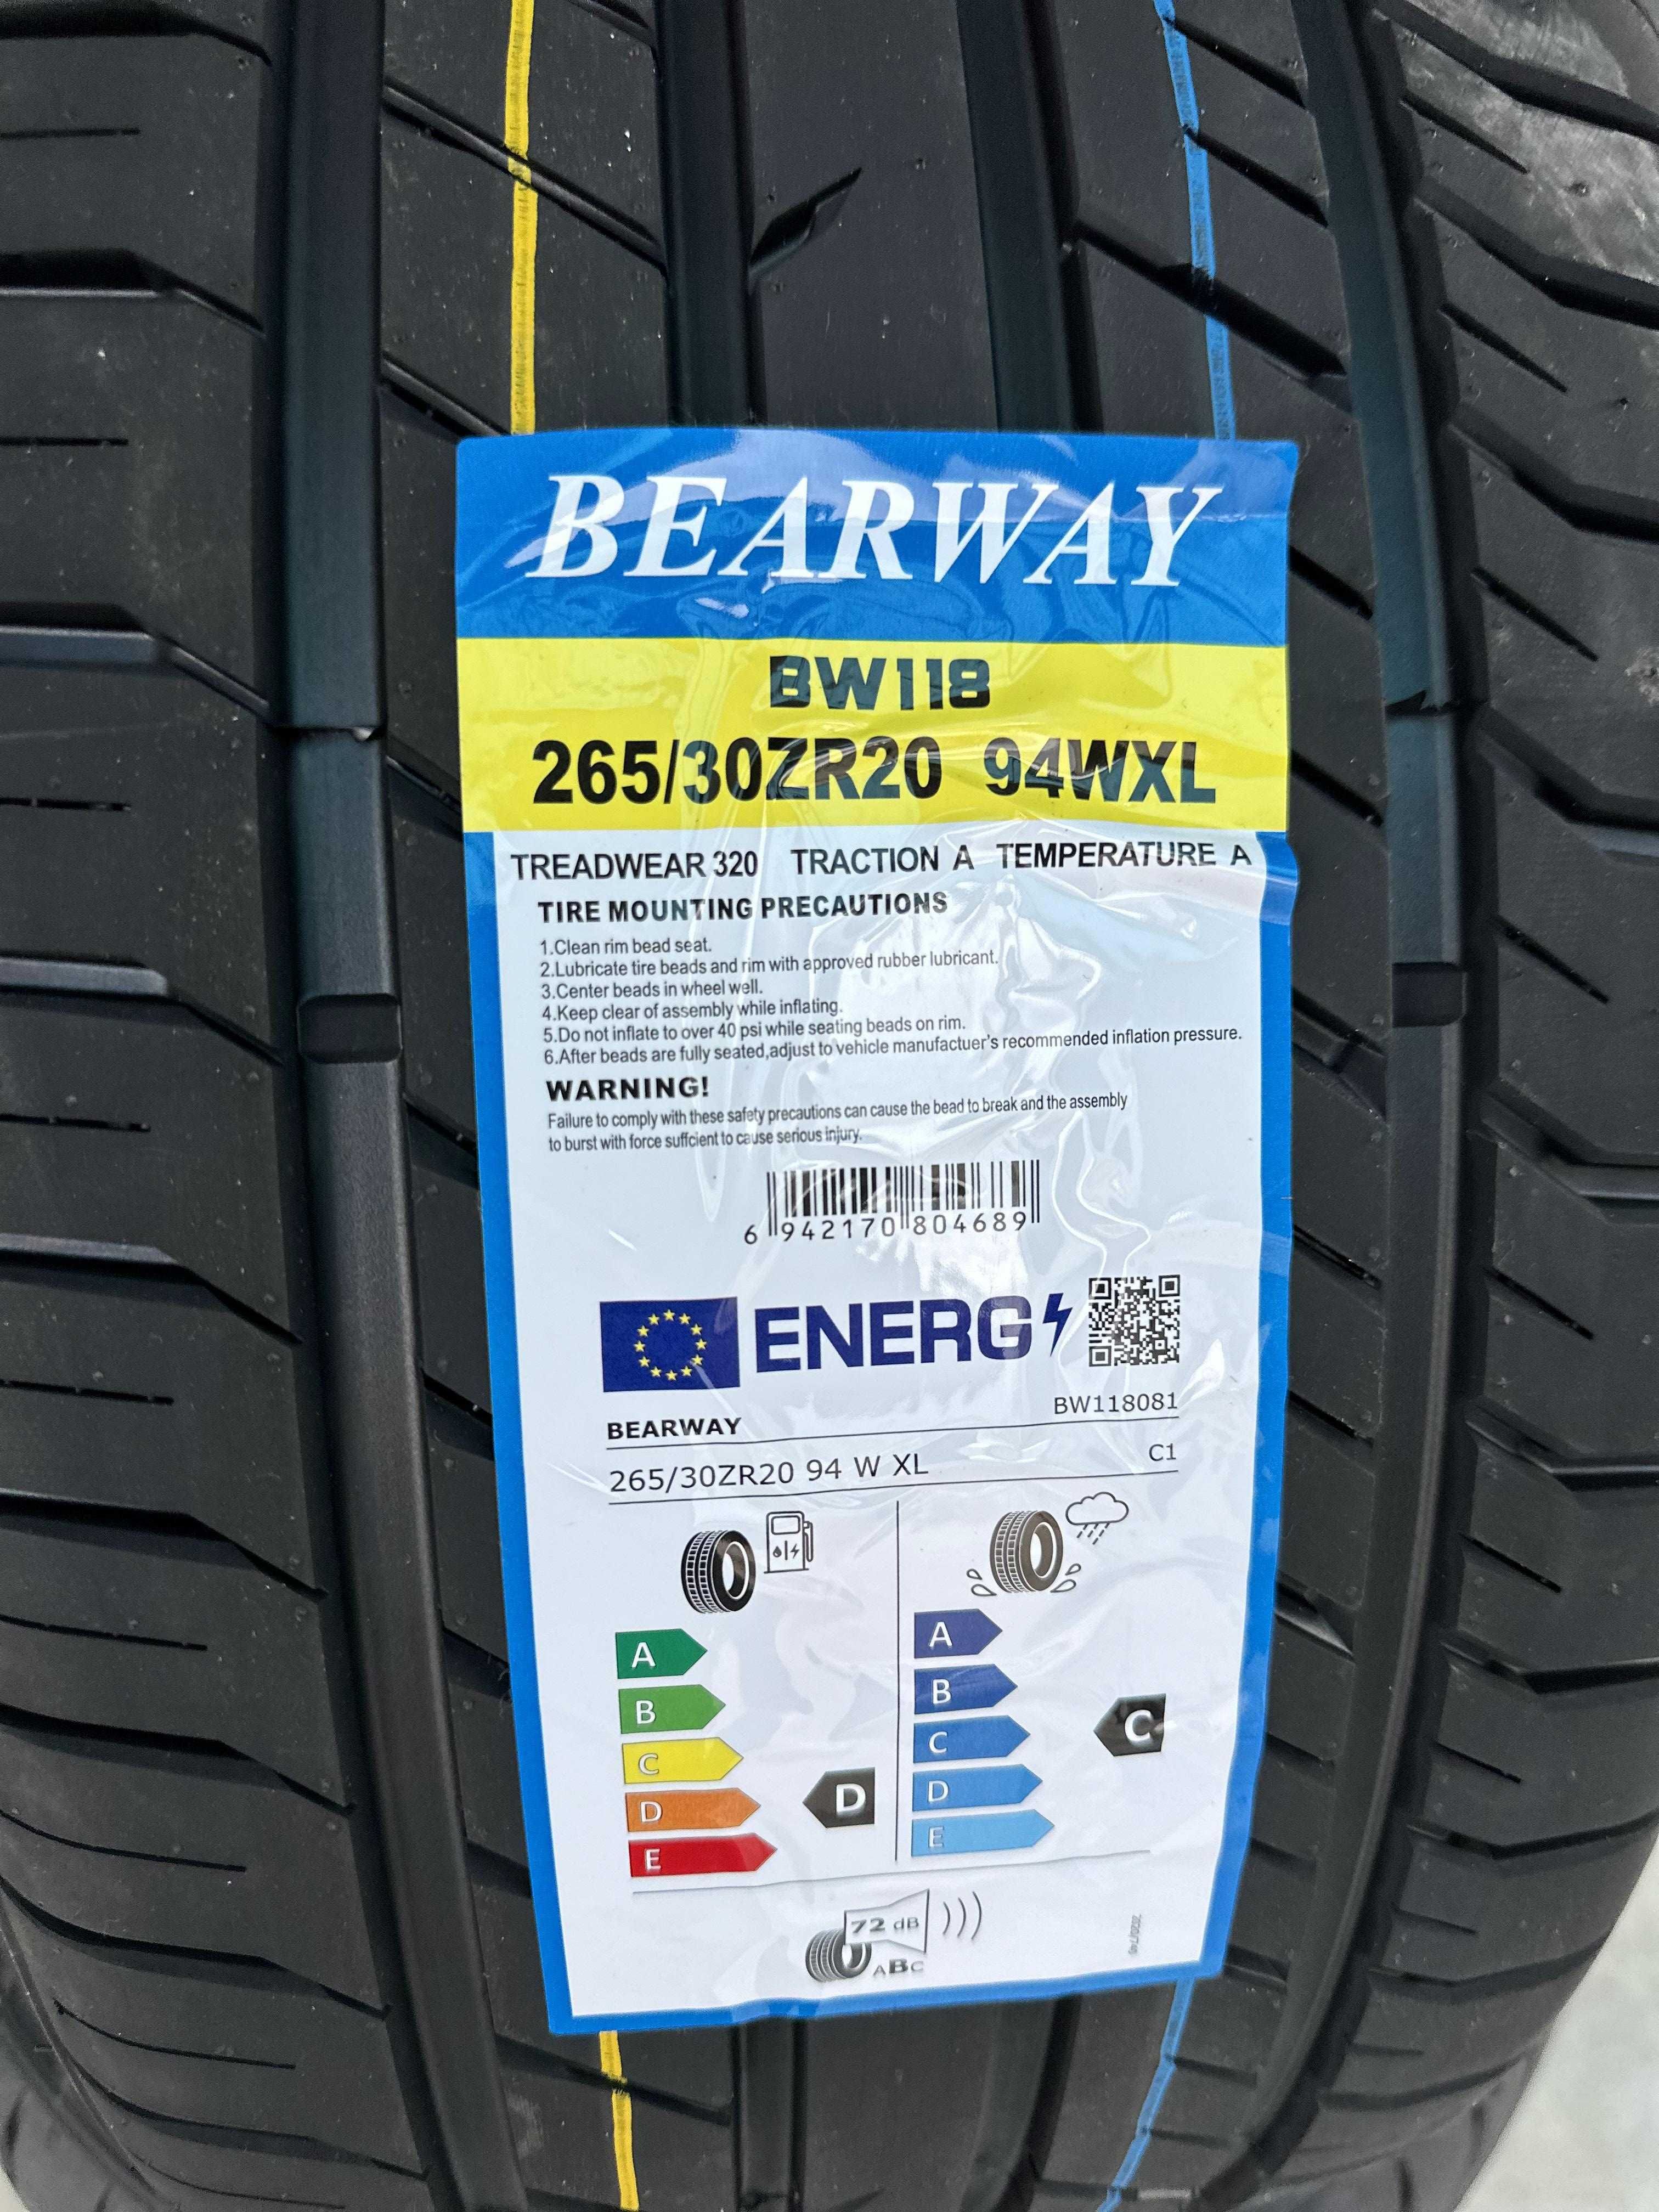 BEARWAY
BW118
265/30ZR20 94WXL
TREADWEAR 320 TRACTION A TEMPERATURE A
TIRE MOUNTING PRECAUTIONS
1.Clean rim bead seat.
2.Lubricate tire beads and rim with approved rubber lubricant.
3.Center beads in wheel well.
4.Keep clear of assembly while inflating.
5.Do not inflate to over 40 psi while seating beads on rim.
6.After beads are fully seated,adjust to vehicle manufactuer's recommended inflation pressure.
WARNING!
Failure to comply with these safety precautions can cause the bead to break and the assembly
to burst with force suffcient to cause serious injury.
6 942170 804689
ENERG
BEARWAY BW118081
265/30ZR20 94 W XL C1
A
B
C
D
E
D
A
B
C
D
E
C
72 dB
ABC